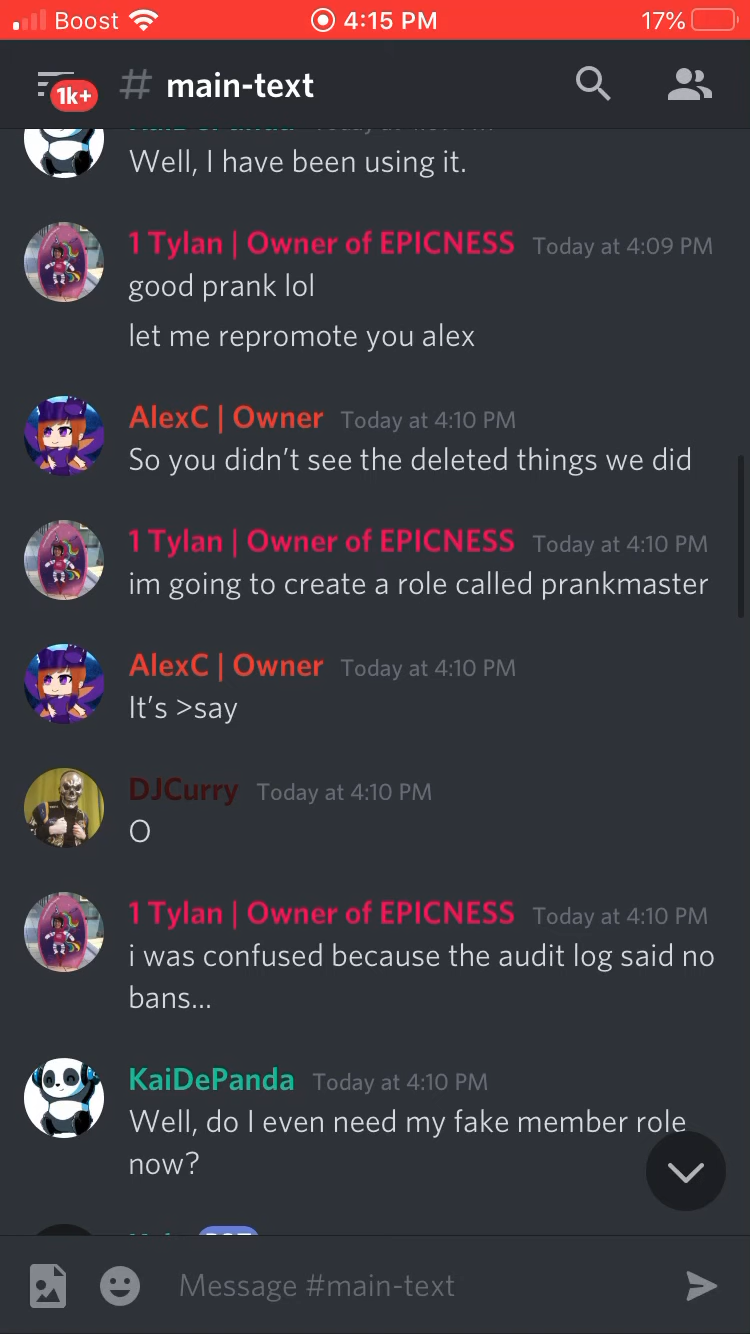 Boost 4:15 PM 17%
1k+ # main-text
Well, I have been using it.
1 Tylan | Owner of EPICNESS Today at 4:09 PM
good prank lol
let me repromote you alex
AlexC | Owner Today at 4:10 PM
So you didn't see the deleted things we did
1 Tylan | Owner of EPICNESS Today at 4:10 PM
im going to create a role called prankmaster
AlexC | Owner Today at 4:10 PM
It's >say
DJCurry Today at 4:10 PM
O
1 Tylan | Owner of EPICNESS Today at 4:10 PM
i was confused because the audit log said no
bans...
KaiDePanda Today at 4:10 PM
Well, do I even need my fake member role
now?
Message #main-text